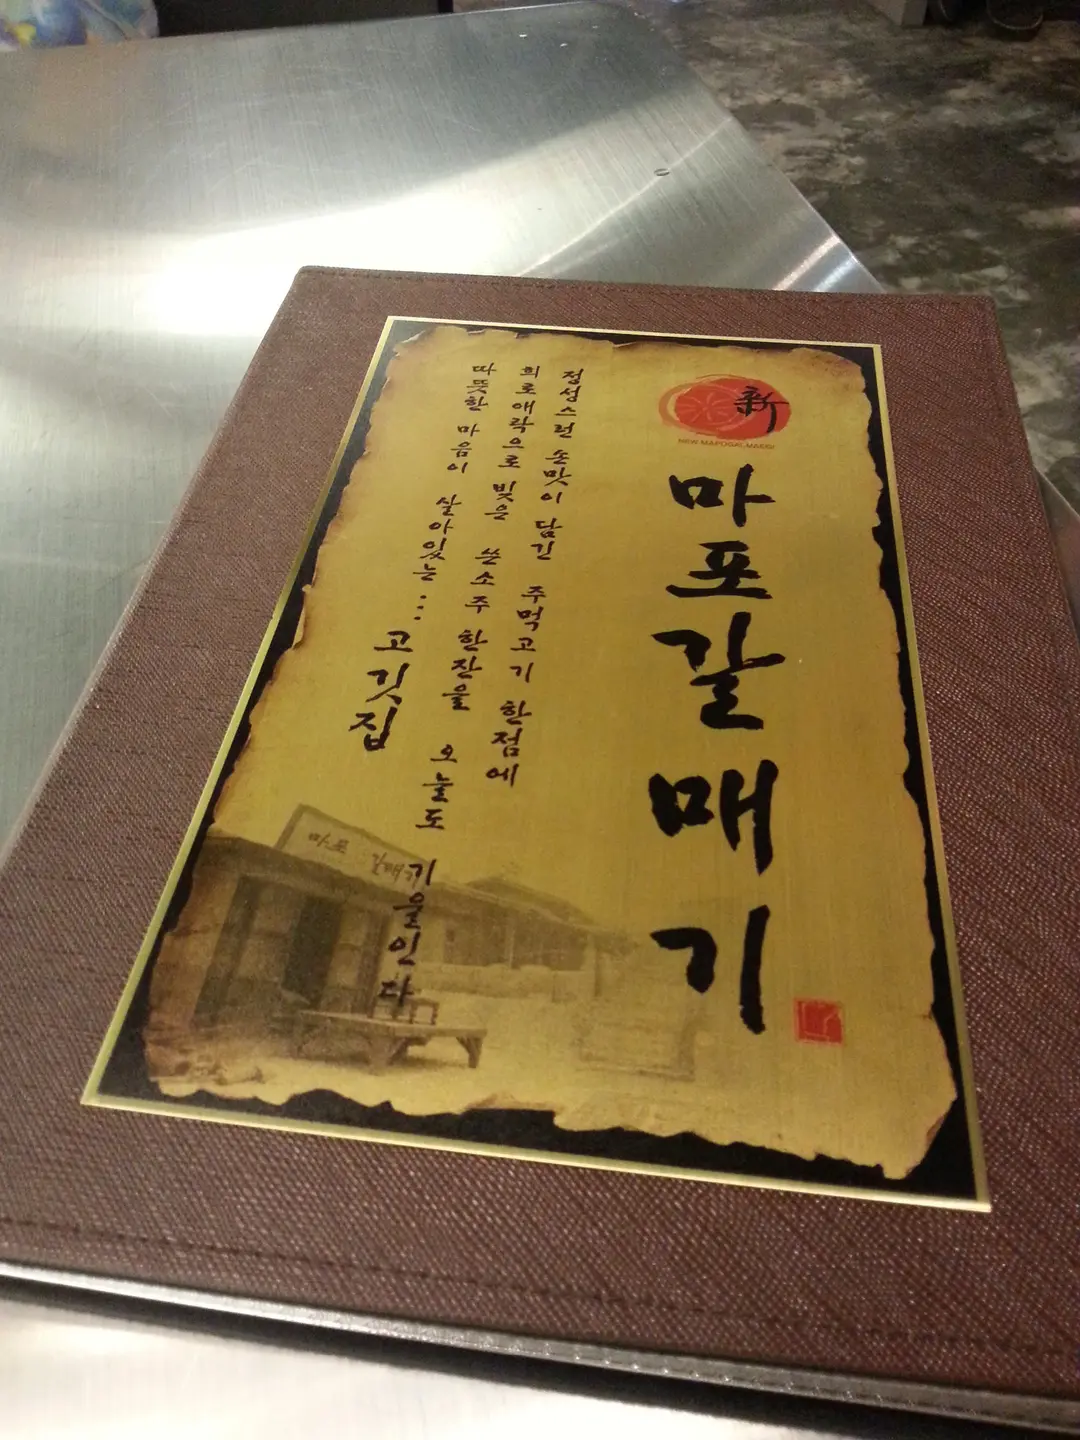 新
NEW MAPOGALMAEGI
마포갈매기
정성스런 손맛이 담긴 주먹고기 한점에
희로애락으로 빚은 쓴소주 한잔을 오늘도 기울인다
따뜻한 마음이 살아있는...
고깃집